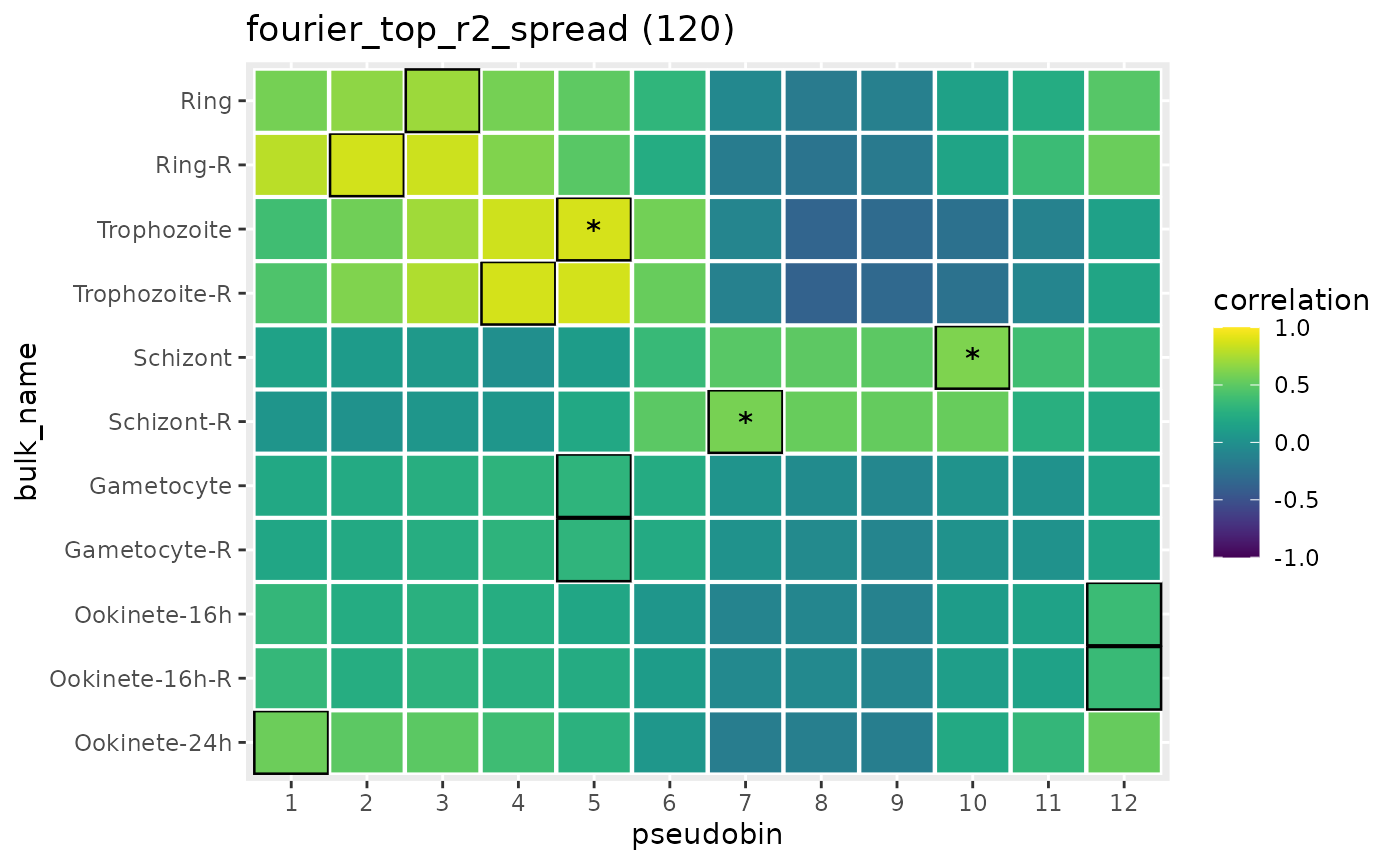 fourier_top_r2_spread (120)
Ring
Ring-R
Trophozoite
*
Trophozoite-R
Schizont
*
Schizont-R
*
Gametocyte
Gametocyte-R
Ookinete-16h
Ookinete-16h-R
Ookinete-24h
bulk_name
1 2 3 4 5 6 7 8 9 10 11 12
pseudobin
correlation
1.0
0.5
0.0
-0.5
-1.0